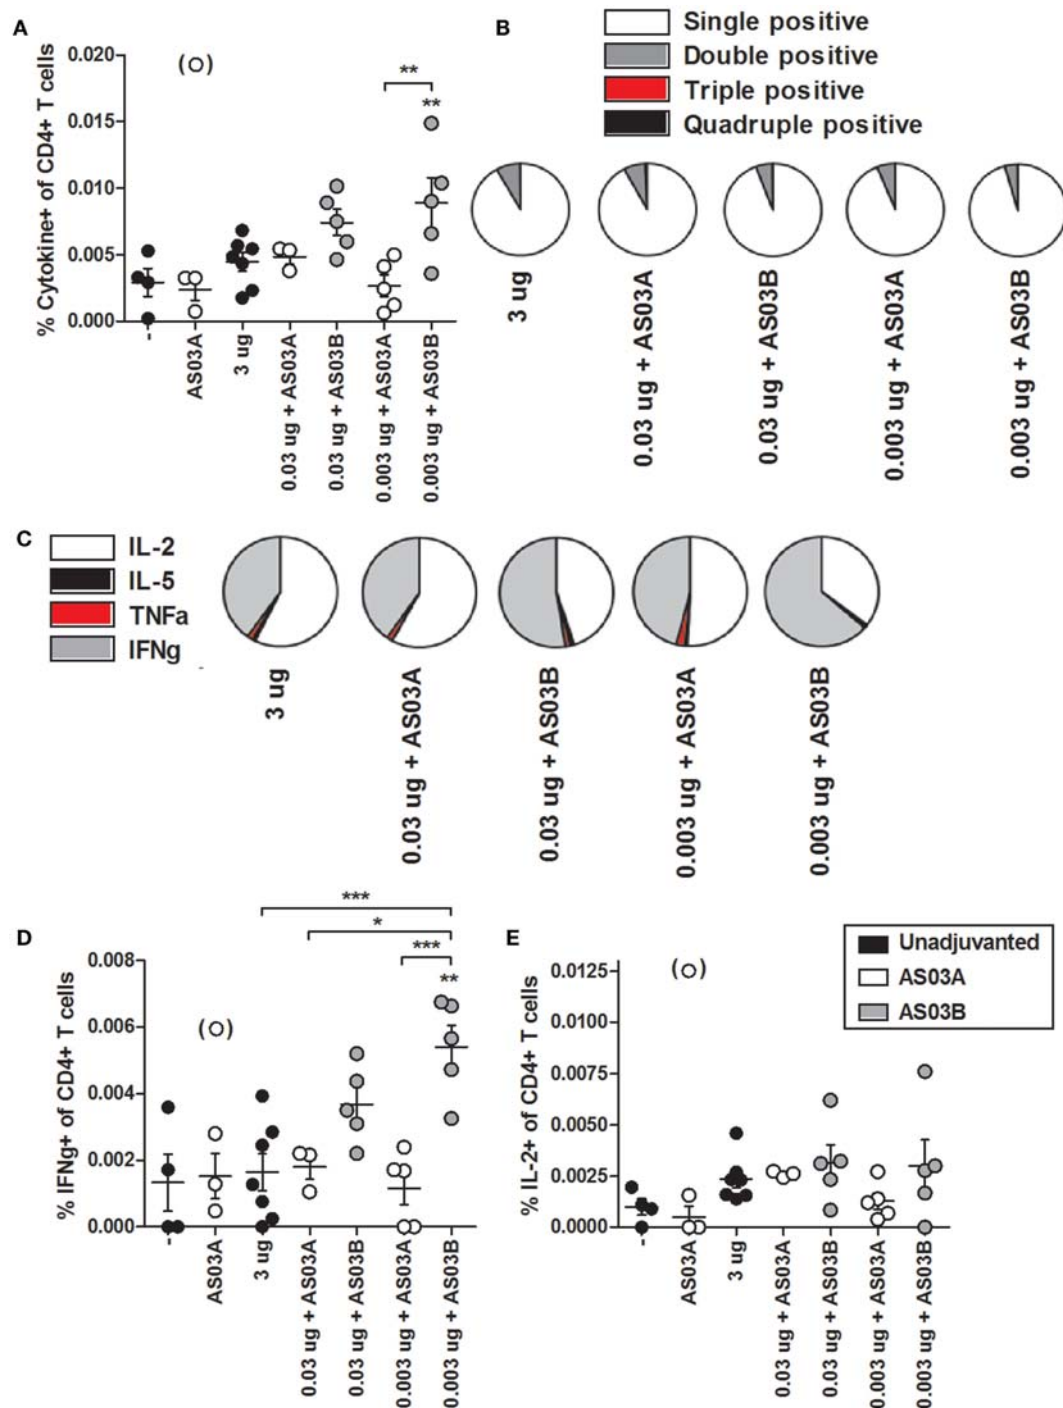 A
% Cytokine+ of CD4+ T cells
0.020
0.015
0.010
0.005
0.000
( )
**
**
-
AS03A
3 ug
0.03 ug + AS03A
0.03 ug + AS03B
0.003 ug + AS03A
0.003 ug + AS03B
B
Single positive
Double positive
Triple positive
Quadruple positive
3 ug
0.03 ug + AS03A
0.03 ug + AS03B
0.003 ug + AS03A
0.003 ug + AS03B
C
IL-2
IL-5
TNFa
IFNg
3 ug
0.03 ug + AS03A
0.03 ug + AS03B
0.003 ug + AS03A
0.003 ug + AS03B
D
% IFNg+ of CD4+ T cells
0.008
0.006
0.004
0.002
0.000
( )
***
*
***
**
-
AS03A
3 ug
0.03 ug + AS03A
0.03 ug + AS03B
0.003 ug + AS03A
0.003 ug + AS03B
E
% IL-2+ of CD4+ T cells
0.0125
0.0100
0.0075
0.0050
0.0025
0.0000
( )
-
AS03A
3 ug
0.03 ug + AS03A
0.03 ug + AS03B
0.003 ug + AS03A
0.003 ug + AS03B
Unadjuvanted
AS03A
AS03B